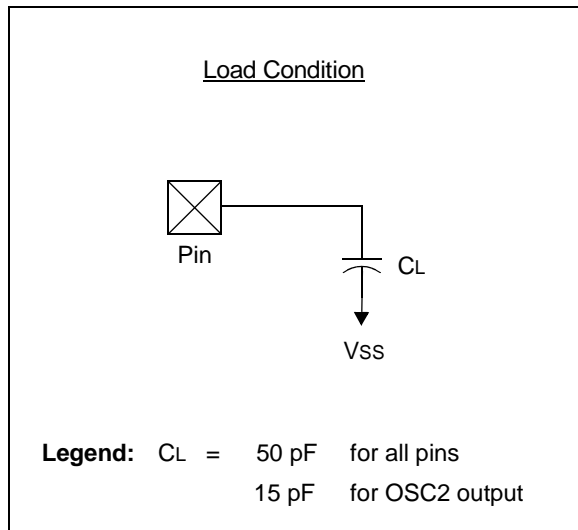 Load Condition
Pin
CL
VSS
Legend: CL = 50 pF for all pins
15 pF for OSC2 output